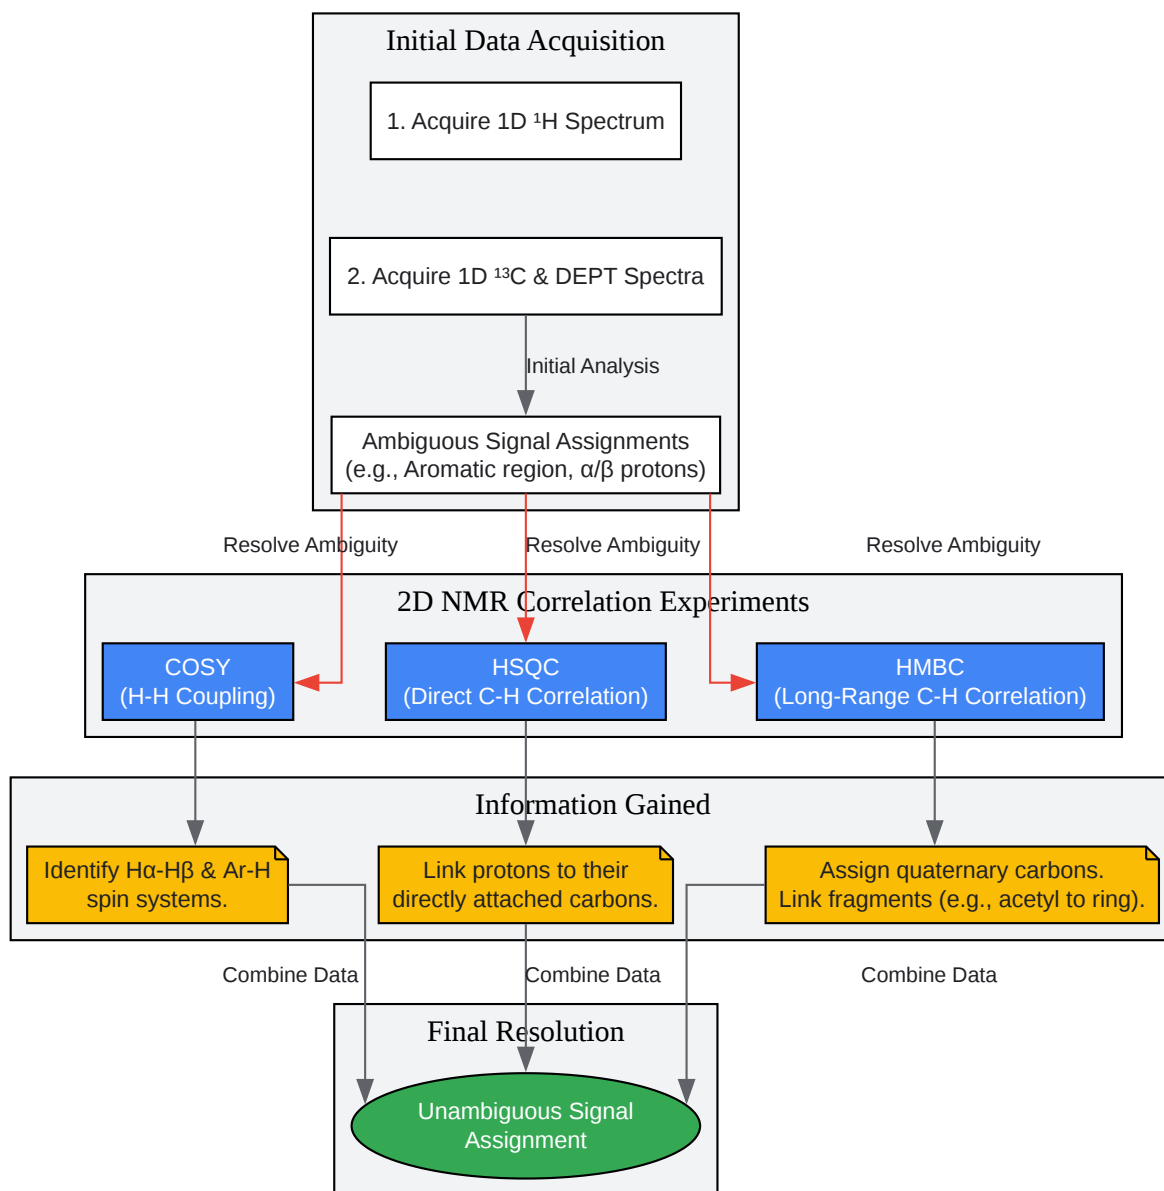 Initial Data Acquisition
1. Acquire 1D ¹H Spectrum
2. Acquire 1D ¹³C & DEPT Spectra
Initial Analysis
Ambiguous Signal Assignments
(e.g., Aromatic region, α/β protons)
Resolve Ambiguity
Resolve Ambiguity
Resolve Ambiguity
2D NMR Correlation Experiments
COSY
(H-H Coupling)
HSQC
(Direct C-H Correlation)
HMBC
(Long-Range C-H Correlation)
Information Gained
Identify Hα-Hβ & Ar-H
spin systems.
Link protons to their
directly attached carbons.
Assign quaternary carbons.
Link fragments (e.g., acetyl to ring).
Combine Data
Combine Data
Combine Data
Final Resolution
Unambiguous Signal
Assignment